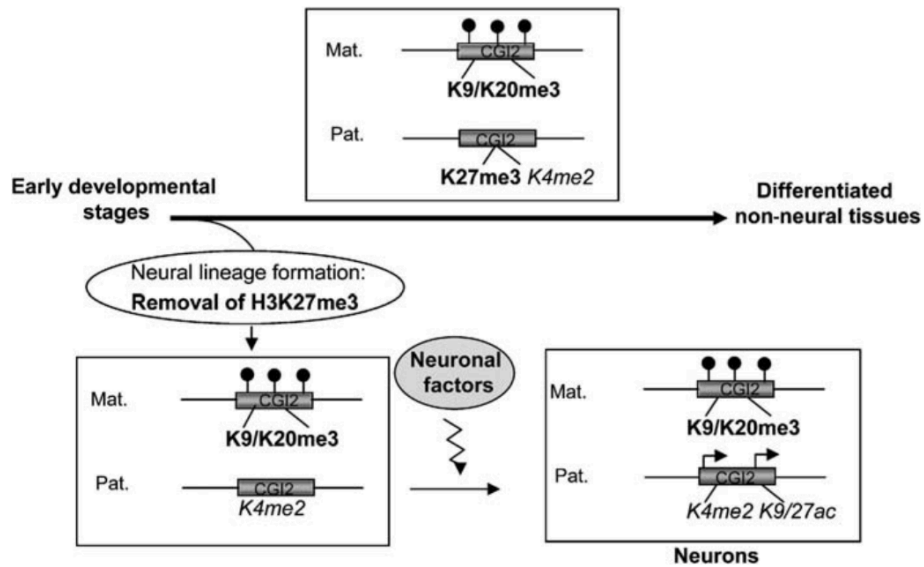 Mat.
CGI2
K9/K20me3
Pat.
CGI2
K27me3 K4me2
Early developmental
stages
Differentiated
non-neural tissues
Neural lineage formation:
Removal of H3K27me3
Mat.
CGI2
K9/K20me3
Pat.
CGI2
K4me2
Neuronal
factors
Mat.
CGI2
K9/K20me3
Pat.
CGI2
K4me2 K9/27ac
Neurons